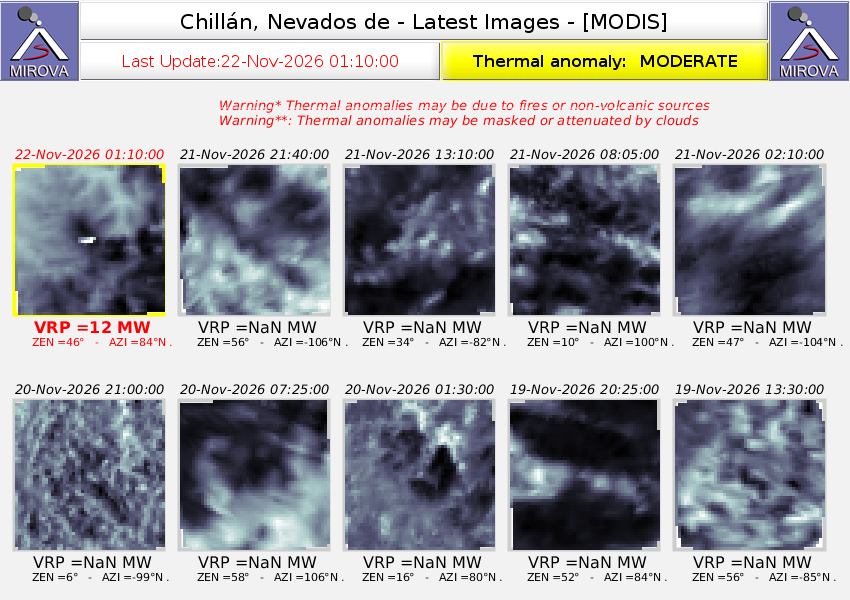 Chillán, Nevados de - Latest Images - [MODIS]
MIROVA
Last Update:22-Nov-2026 01:10:00
Thermal anomaly: MODERATE
MIROVA
Warning* Thermal anomalies may be due to fires or non-volcanic sources
Warning**: Thermal anomalies may be masked or attenuated by clouds
22-Nov-2026 01:10:00 21-Nov-2026 21:40:00 21-Nov-2026 13:10:00 21-Nov-2026 08:05:00 21-Nov-2026 02:10:00
VRP =12 MW VRP =NaN MW VRP =NaN MW VRP =NaN MW VRP =NaN MW
ZEN =46° - AZI =84°N . ZEN =56° - AZI =-106°N . ZEN =34° - AZI =-82°N . ZEN =10° - AZI =100°N . ZEN =47° - AZI =-104°N .
20-Nov-2026 21:00:00 20-Nov-2026 07:25:00 20-Nov-2026 01:30:00 19-Nov-2026 20:25:00 19-Nov-2026 13:30:00
VRP =NaN MW VRP =NaN MW VRP =NaN MW VRP =NaN MW VRP =NaN MW
ZEN =6° - AZI =-99°N . ZEN =58° - AZI =106°N . ZEN =16° - AZI =80°N . ZEN =52° - AZI =84°N . ZEN =56° - AZI =-85°N .